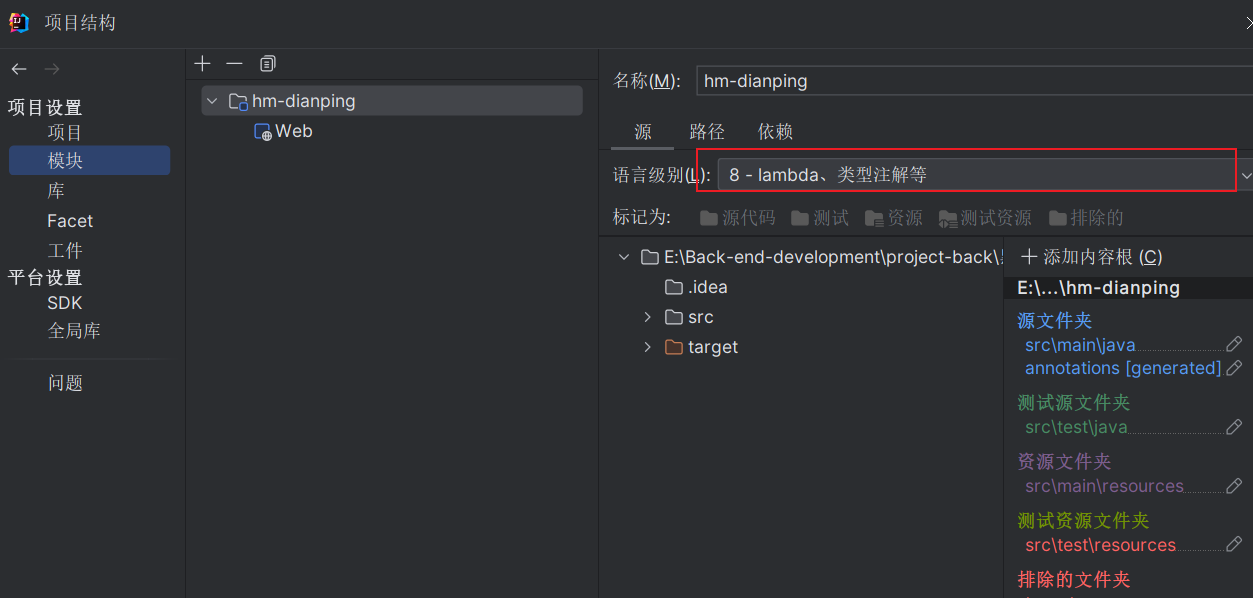 项目结构
项目设置
项目
模块
库
Facet
工件
平台设置
SDK
全局库
问题
hm-dianping
Web
名称(M): hm-dianping
源 路径 依赖
语言级别(L): 8 - lambda、类型注解等
标记为: 源代码 测试 资源 测试资源 排除的
E:\Back-end-development\project-back\
.idea
src
target
添加内容根 (C)
E:\...\hm-dianping
源文件夹
src\main\java
annotations [generated]
测试源文件夹
src\test\java
资源文件夹
src\main\resources
测试资源文件夹
src\test\resources
排除的文件夹